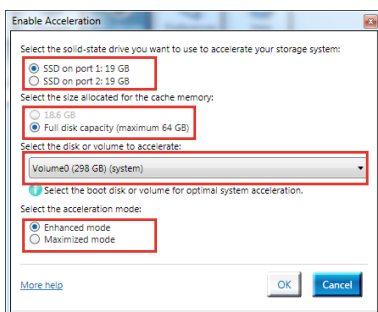 Enable Acceleration
Select the solid-state drive you want to use to accelerate your storage system:
SSD on port 1: 19 GB
SSD on port 2: 19 GB
Select the size allocated for the cache memory:
18.6 GB
Full disk capacity (maximum 64 GB)
Select the disk or volume to accelerate:
Volume0 (298 GB) (system)
Select the boot disk or volume for optimal system acceleration.
Select the acceleration mode:
Enhanced mode
Maximized mode
More help OK Cancel